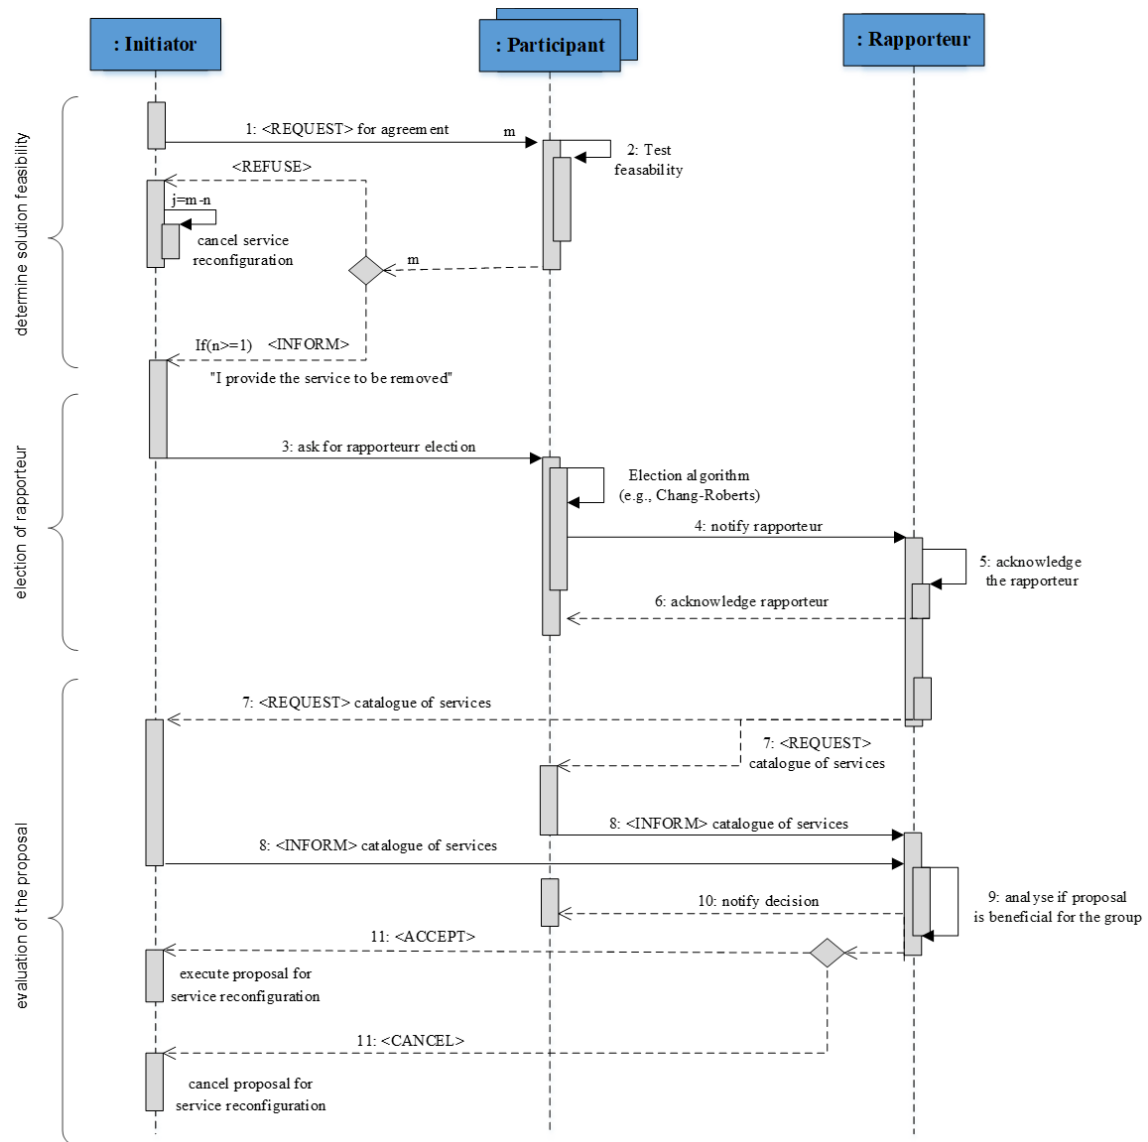 : Initiator
: Participant
: Rapporteur
determine solution feasibility
1: <REQUEST> for agreement
m
2: Test
feasability
<REFUSE>
j=m-n
cancel service
reconfiguration
m
If(n>=1)
<INFORM>
"I provide the service to be removed"
election of rapporteur
3: ask for rapporteurr election
Election algorithm
(e.g., Chang-Roberts)
4: notify rapporteur
5: acknowledge
the rapporteur
6: acknowledge rapporteur
evaluation of the proposal
7: <REQUEST> catalogue of services
7: <REQUEST>
catalogue of services
8: <INFORM> catalogue of services
8: <INFORM> catalogue of services
9: analyse if proposal
is beneficial for the group
10: notify decision
11: <ACCEPT>
execute proposal for
service reconfiguration
11: <CANCEL>
cancel proposal for
service reconfiguration